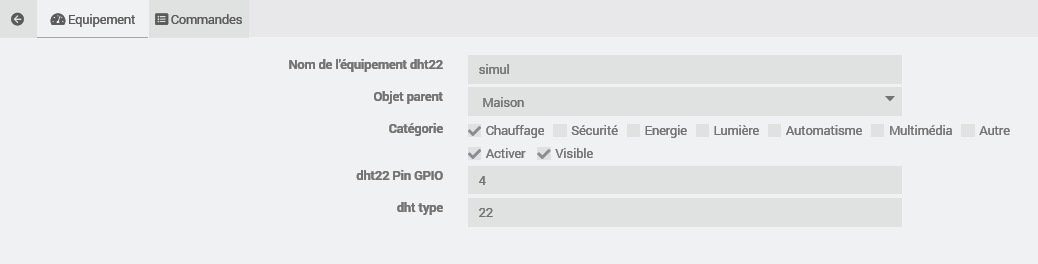 Equipement Commandes
Nom de l'équipement dht22 simul
Objet parent Maison
Catégorie Chauffage Sécurité Energie Lumière Automatisme Multimédia Autre
Activer Visible
dht22 Pin GPIO 4
dht type 22